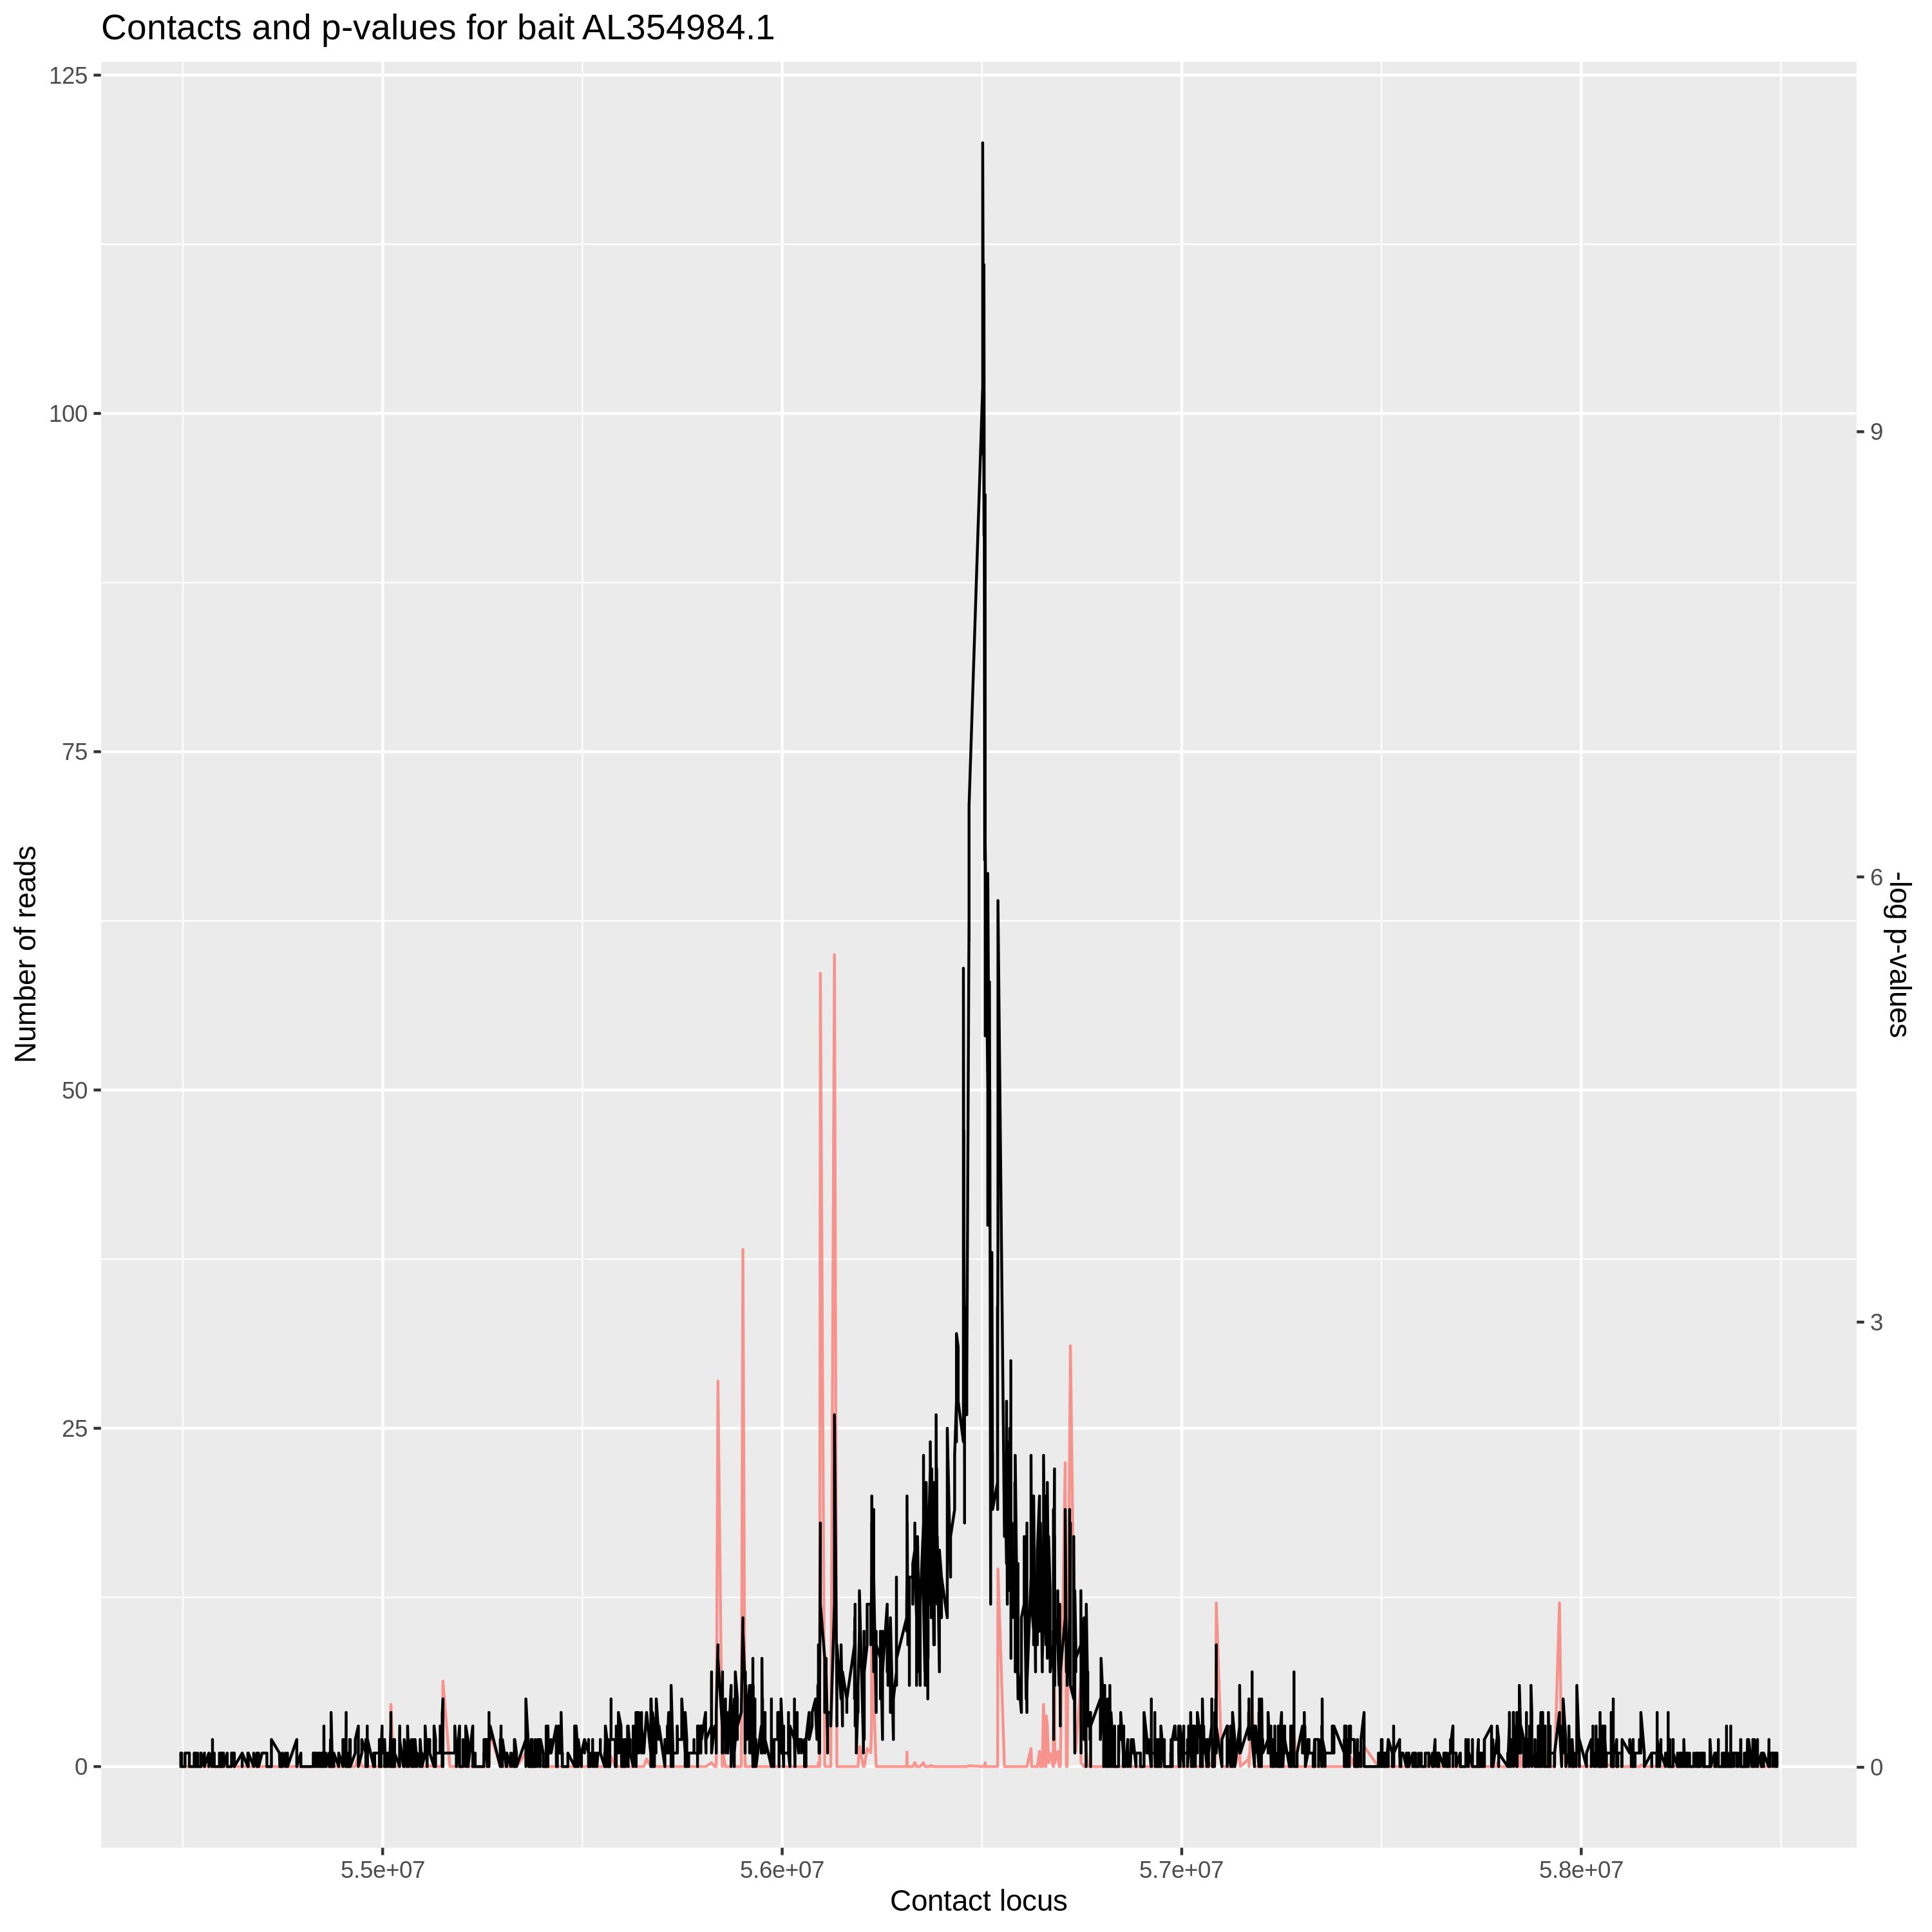 Contacts and p-values for bait AL354984.1
125
100
75
50
25
0
Number of reads
9
6
3
0
-log p-values
5.5e+07
5.6e+07
5.7e+07
5.8e+07
Contact locus